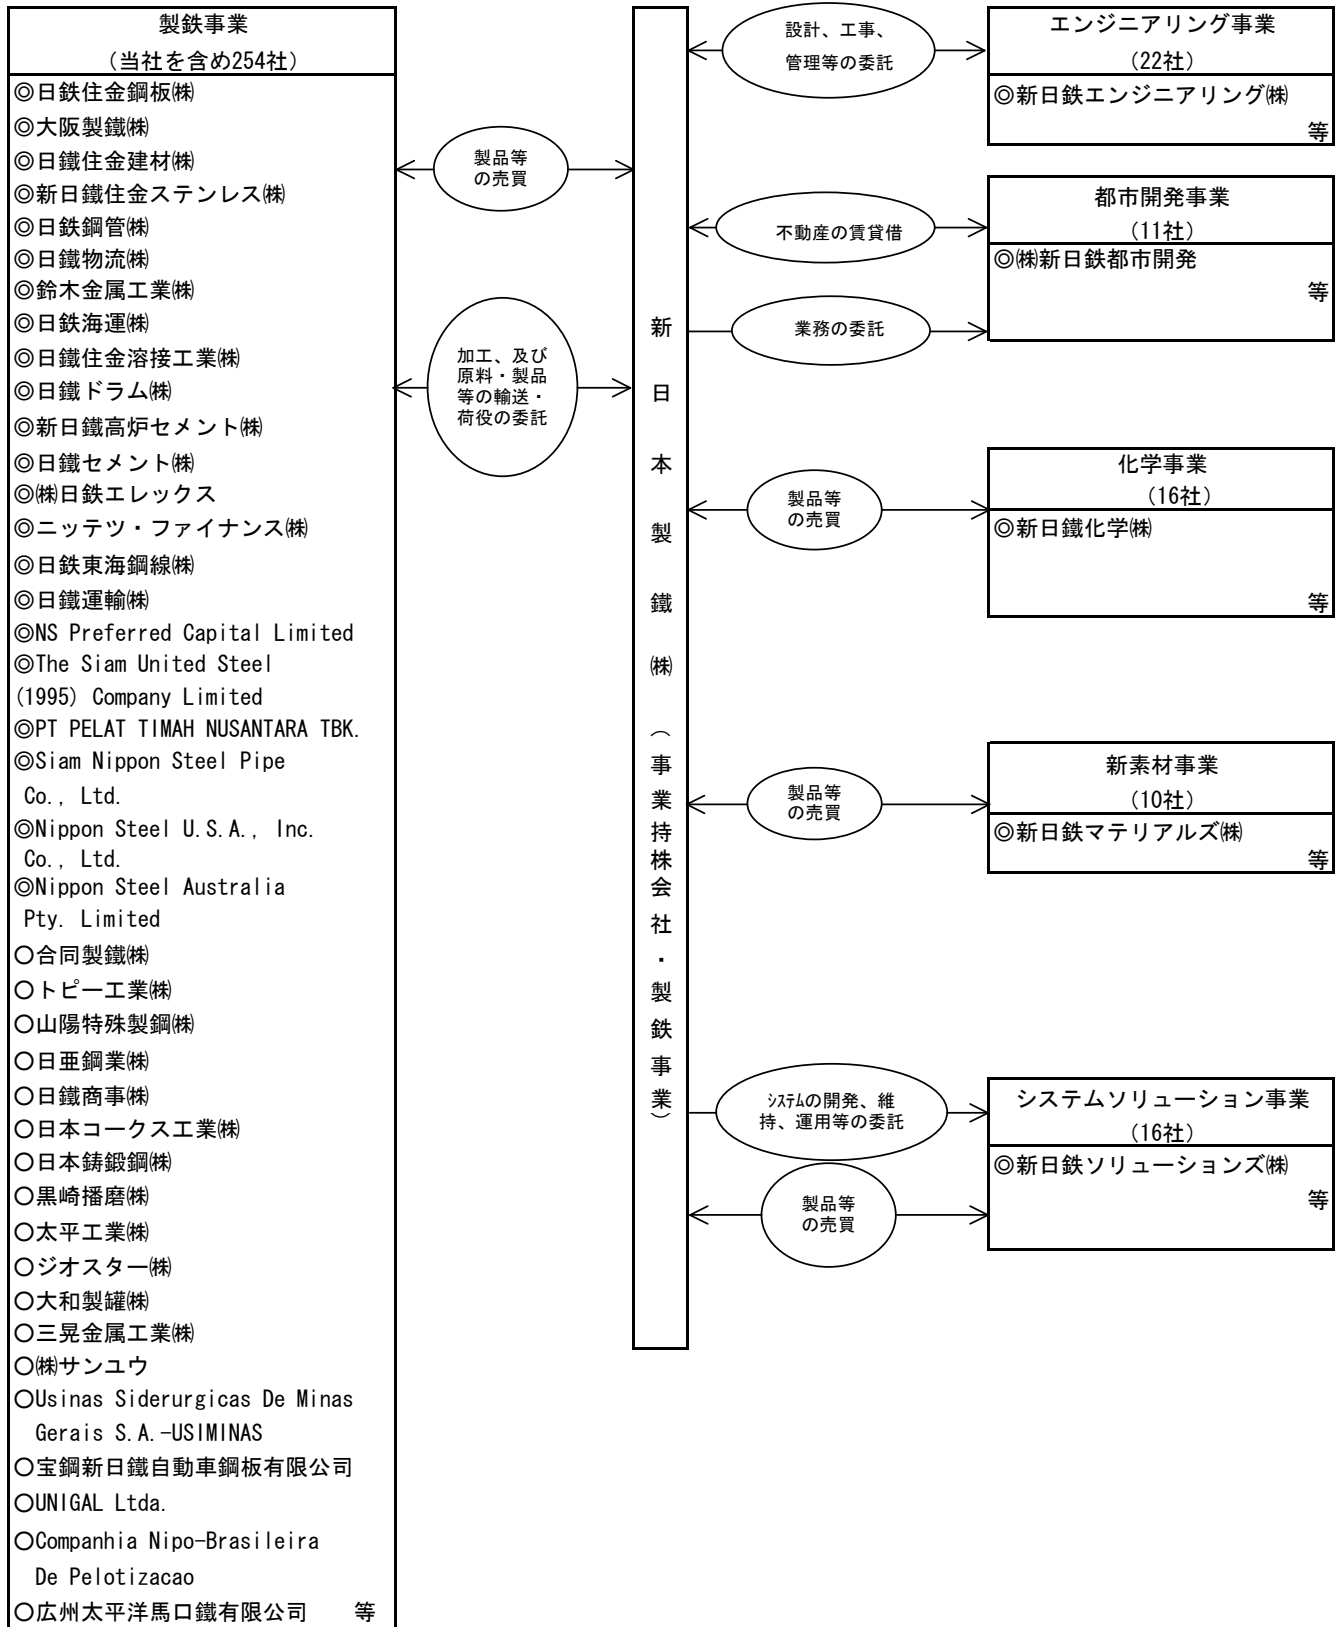 製鉄事業
(当社を含め254社)
◎日鉄住金鋼板㈱
◎大阪製鐵㈱
◎日鐵住金建材㈱
◎新日鐵住金ステンレス㈱
◎日鉄鋼管㈱
◎日鐵物流㈱
◎鈴木金属工業㈱
◎日鉄海運㈱
◎日鐵住金溶接工業㈱
◎日鐵ドラム㈱
◎新日鐵高炉セメント㈱
◎日鐵セメント㈱
◎㈱日鉄エレックス
◎ニッテツ・ファイナンス㈱
◎日鉄東海鋼線㈱
◎日鐵運輸㈱
◎NS Preferred Capital Limited
◎The Siam United Steel
(1995) Company Limited
◎PT PELAT TIMAH NUSANTARA TBK.
◎Siam Nippon Steel Pipe
Co., Ltd.
◎Nippon Steel U.S.A., Inc.
Co., Ltd.
◎Nippon Steel Australia
Pty. Limited
○合同製鐵㈱
○トピー工業㈱
○山陽特殊製鋼㈱
○日亜鋼業㈱
○日鐵商事㈱
○日本コークス工業㈱
○日本鋳鍛鋼㈱
○黒崎播磨㈱
○太平工業㈱
○ジオスター㈱
○大和製罐㈱
○三晃金属工業㈱
○㈱サンユウ
○Usinas Siderurgicas De Minas
Gerais S.A.-USIMINAS
○宝鋼新日鐵自動車鋼板有限公司
○UNIGAL Ltda.
○Companhia Nipo-Brasileira
De Pelotizacao
○広州太平洋馬口鐵有限公司 等
製品等
の売買
加工、及び
原料・製品
等の輸送・
荷役の委託
新日本製鐵㈱(事業持株会社・製鉄事業)
設計、工事、
管理等の委託
エンジニアリング事業
(22社)
◎新日鉄エンジニアリング㈱
等
不動産の賃貸借
業務の委託
都市開発事業
(11社)
◎㈱新日鉄都市開発
等
製品等
の売買
化学事業
(16社)
◎新日鐵化学㈱
等
製品等
の売買
新素材事業
(10社)
◎新日鉄マテリアルズ㈱
等
ｼｽﾃﾑの開発、維
持、運用等の委託
製品等
の売買
システムソリューション事業
(16社)
◎新日鉄ソリューションズ㈱
等